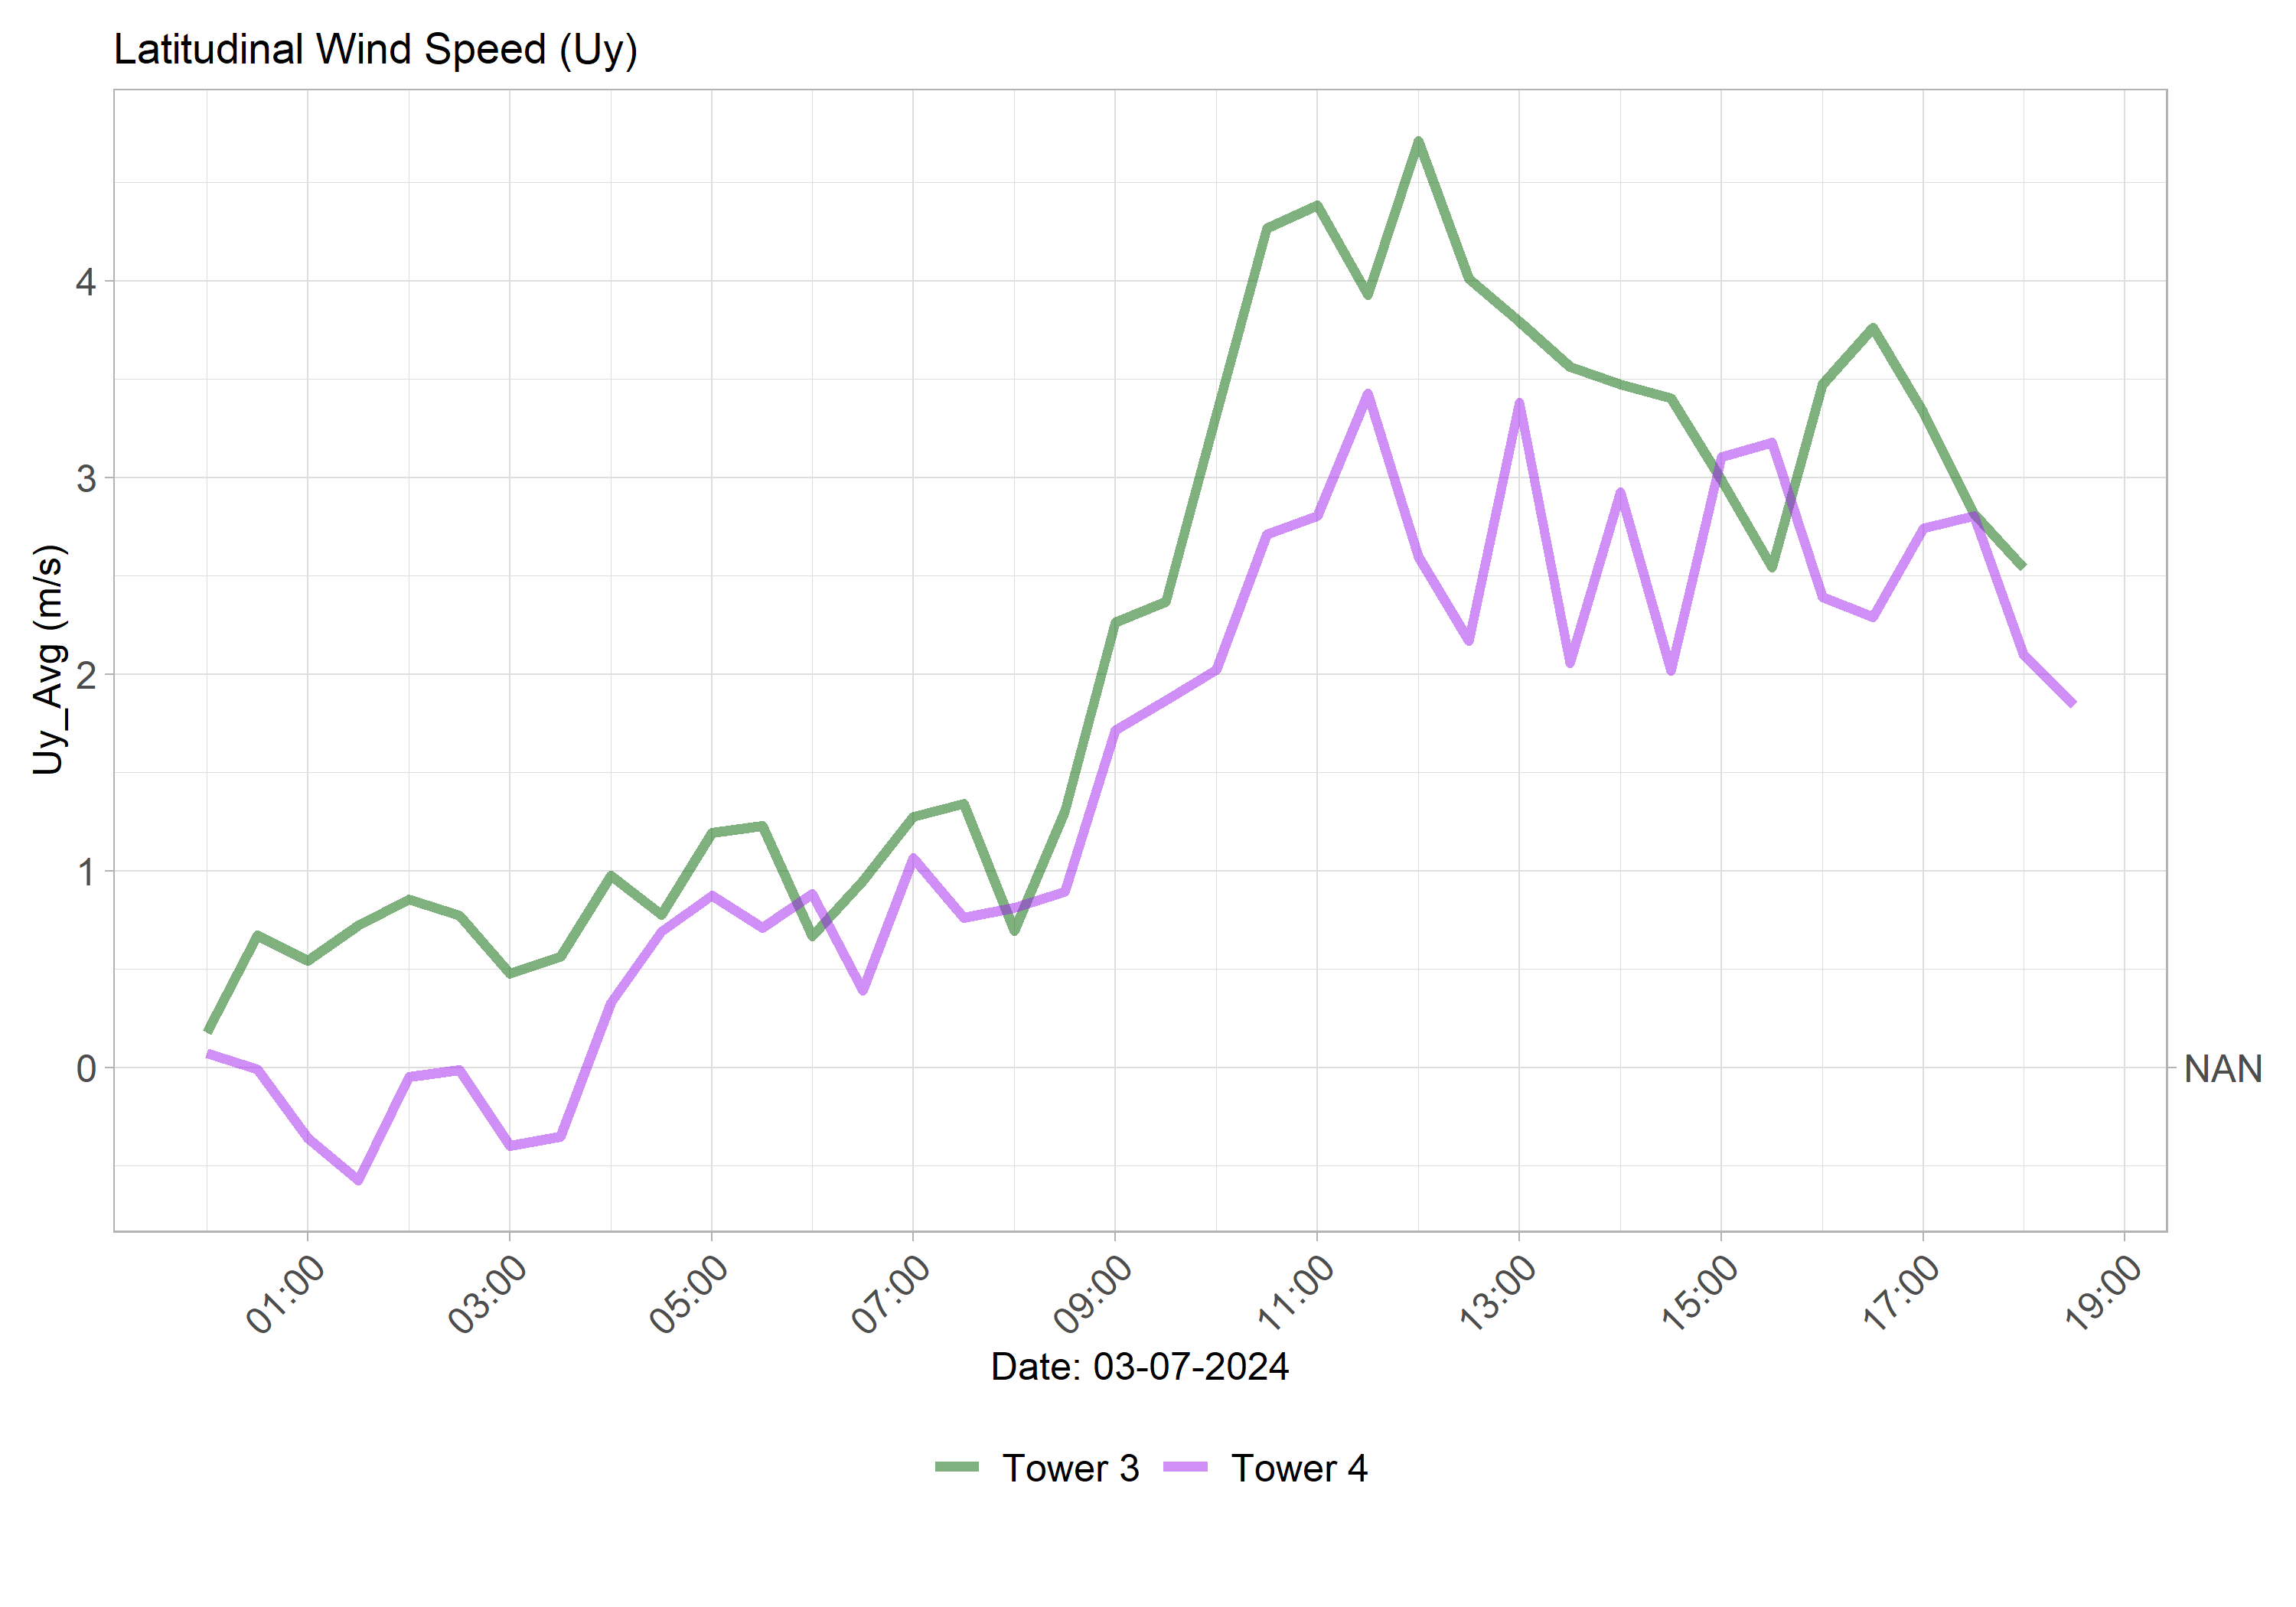 Latitudinal Wind Speed (Uy)
Uy_Avg (m/s)
4
3
2
1
0
NAN
01:00 03:00 05:00 07:00 09:00 11:00 13:00 15:00 17:00 19:00
Date: 03-07-2024
Tower 3 Tower 4